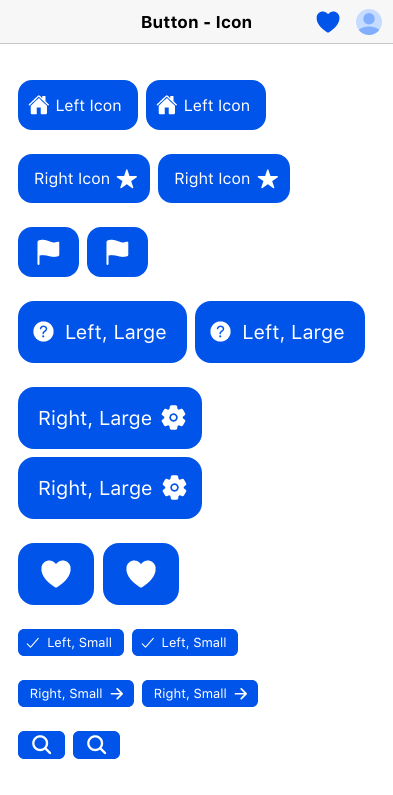 Button - Icon
Left Icon Left Icon
Right Icon Right Icon
Left, Large Left, Large
Right, Large
Right, Large
Left, Small Left, Small
Right, Small Right, Small